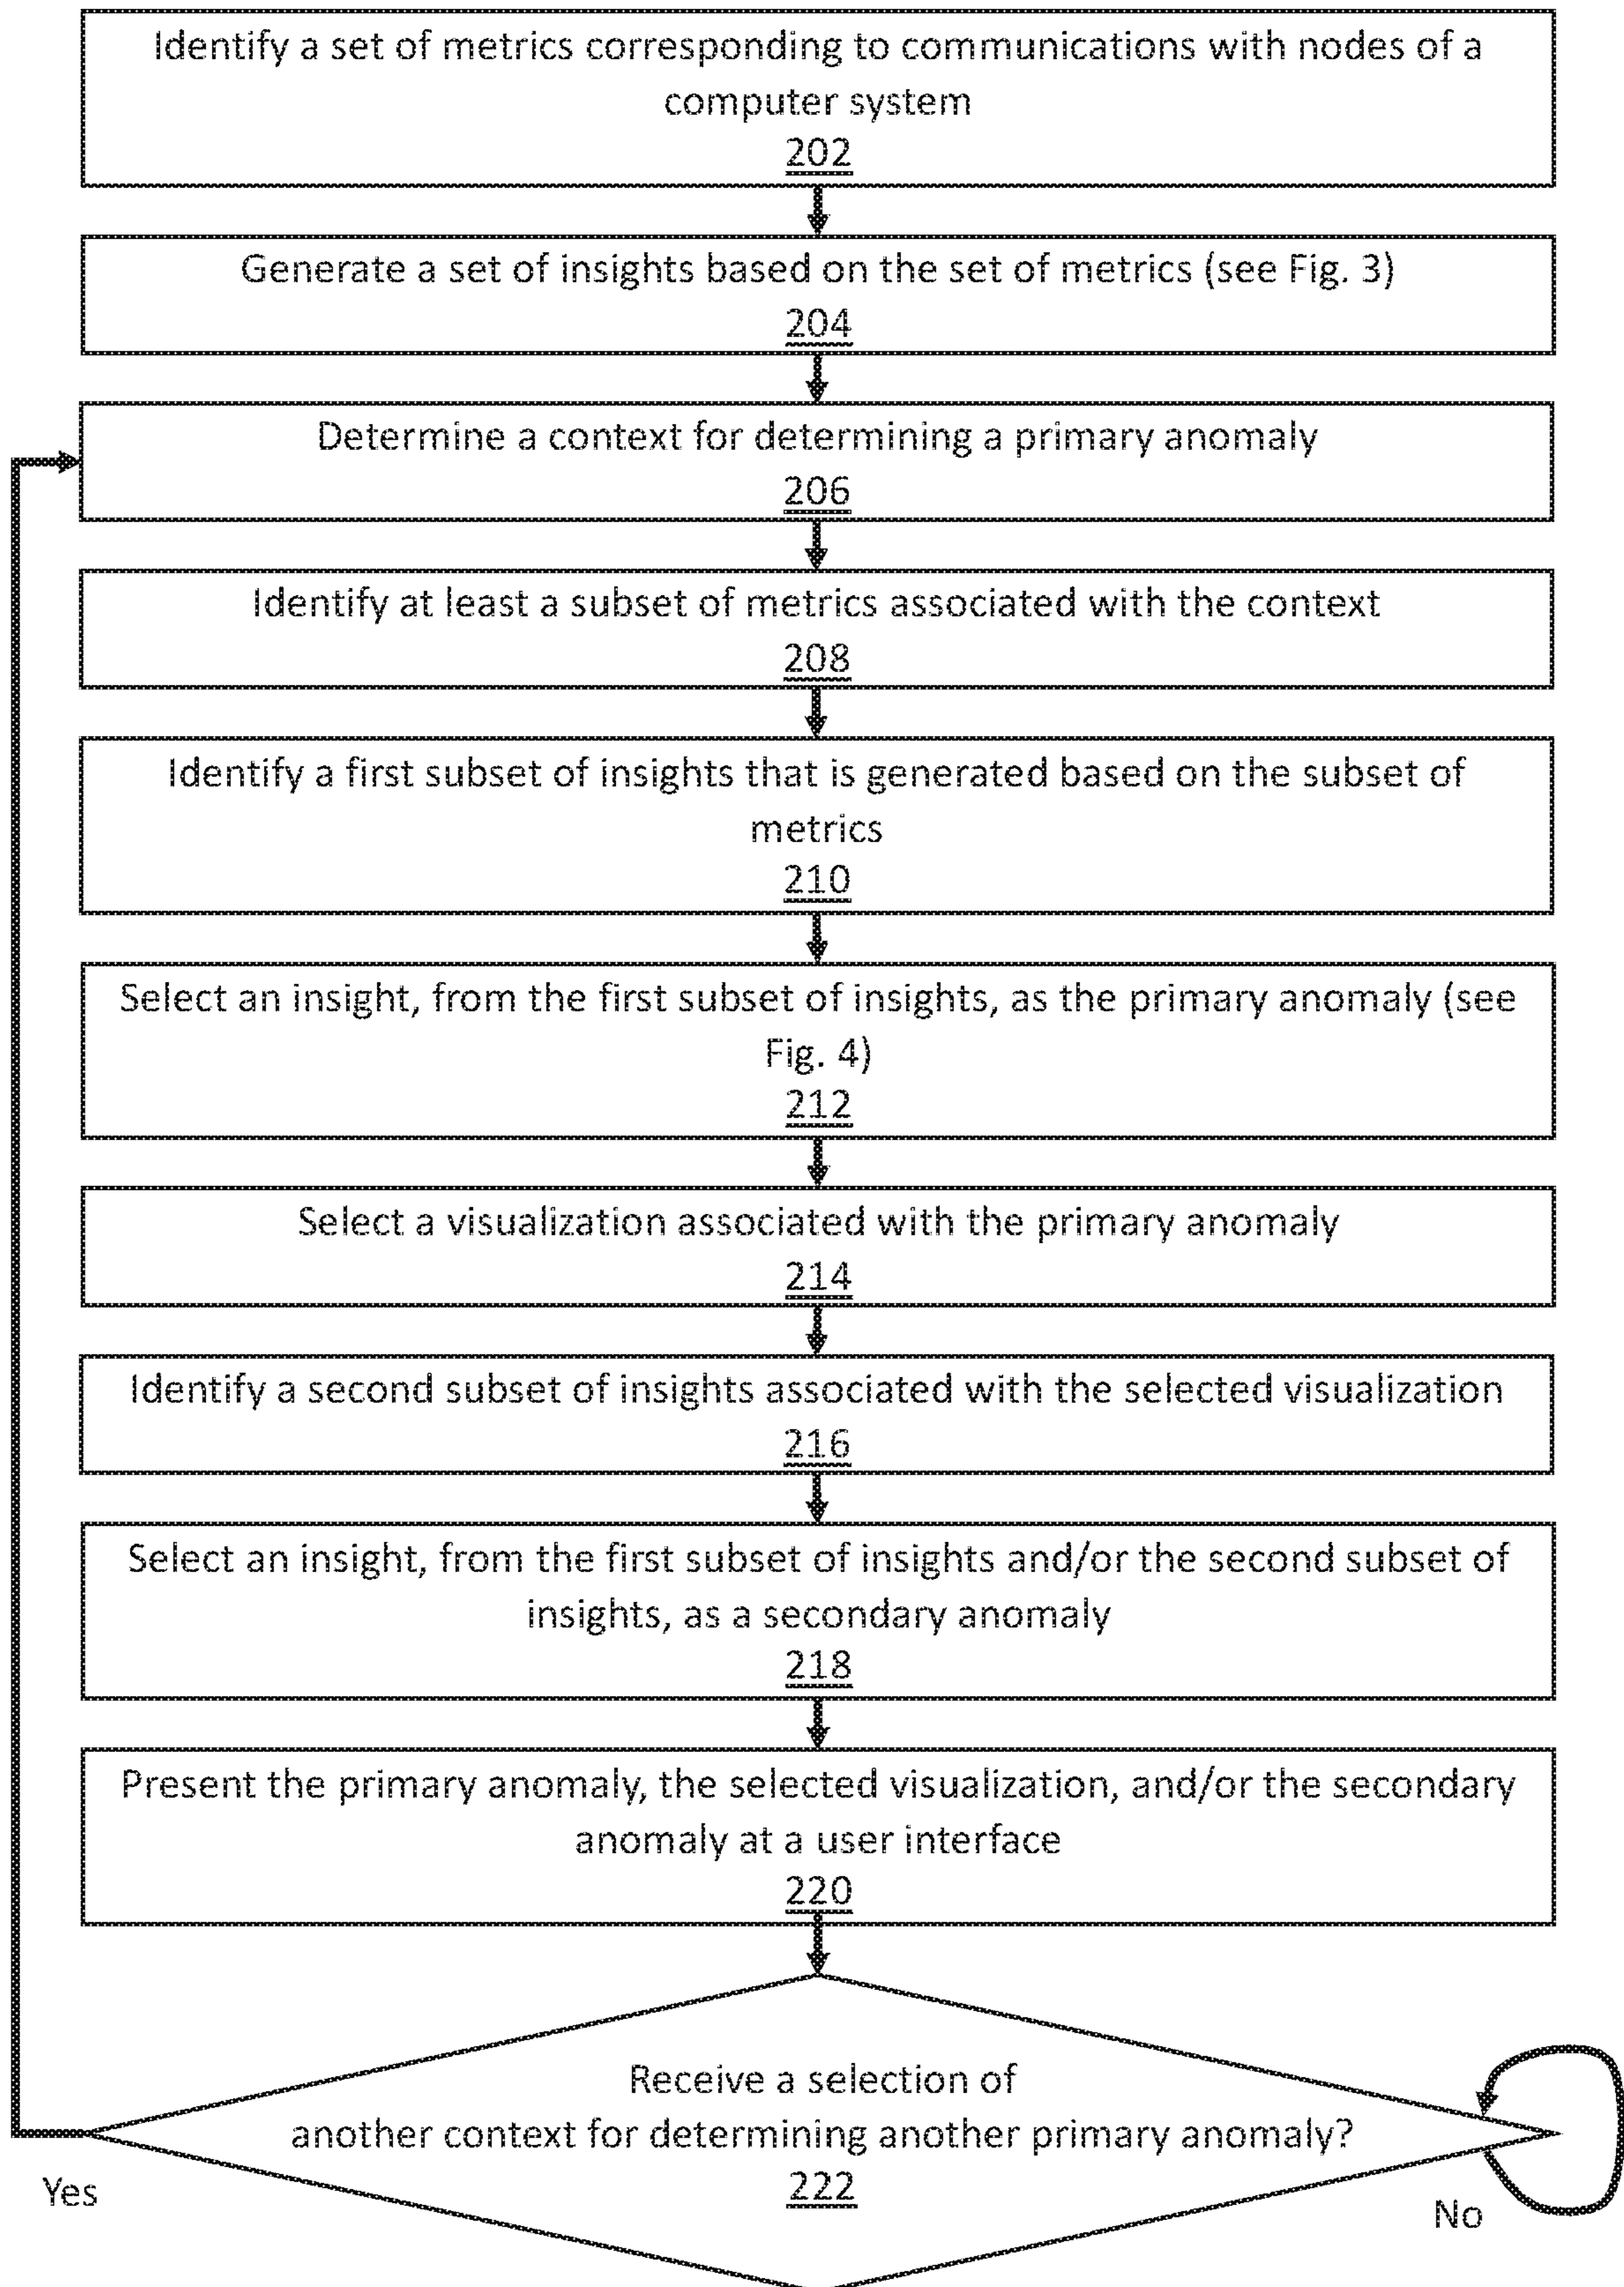 Identify a set of metrics corresponding to communications with nodes of a
computer system
202
Generate a set of insights based on the set of metrics (see Fig. 3)
204
Determine a context for determining a primary anomaly
206
Identify at least a subset of metrics associated with the context
208
Identify a first subset of insights that is generated based on the subset of
metrics
210
Select an insight, from the first subset of insights, as the primary anomaly (see
Fig. 4)
212
Select a visualization associated with the primary anomaly
214
Identify a second subset of insights associated with the selected visualization
216
Select an insight, from the first subset of insights and/or the second subset of
insights, as a secondary anomaly
218
Present the primary anomaly, the selected visualization, and/or the secondary
anomaly at a user interface
220
Receive a selection of
another context for determining another primary anomaly?
222
Yes
No